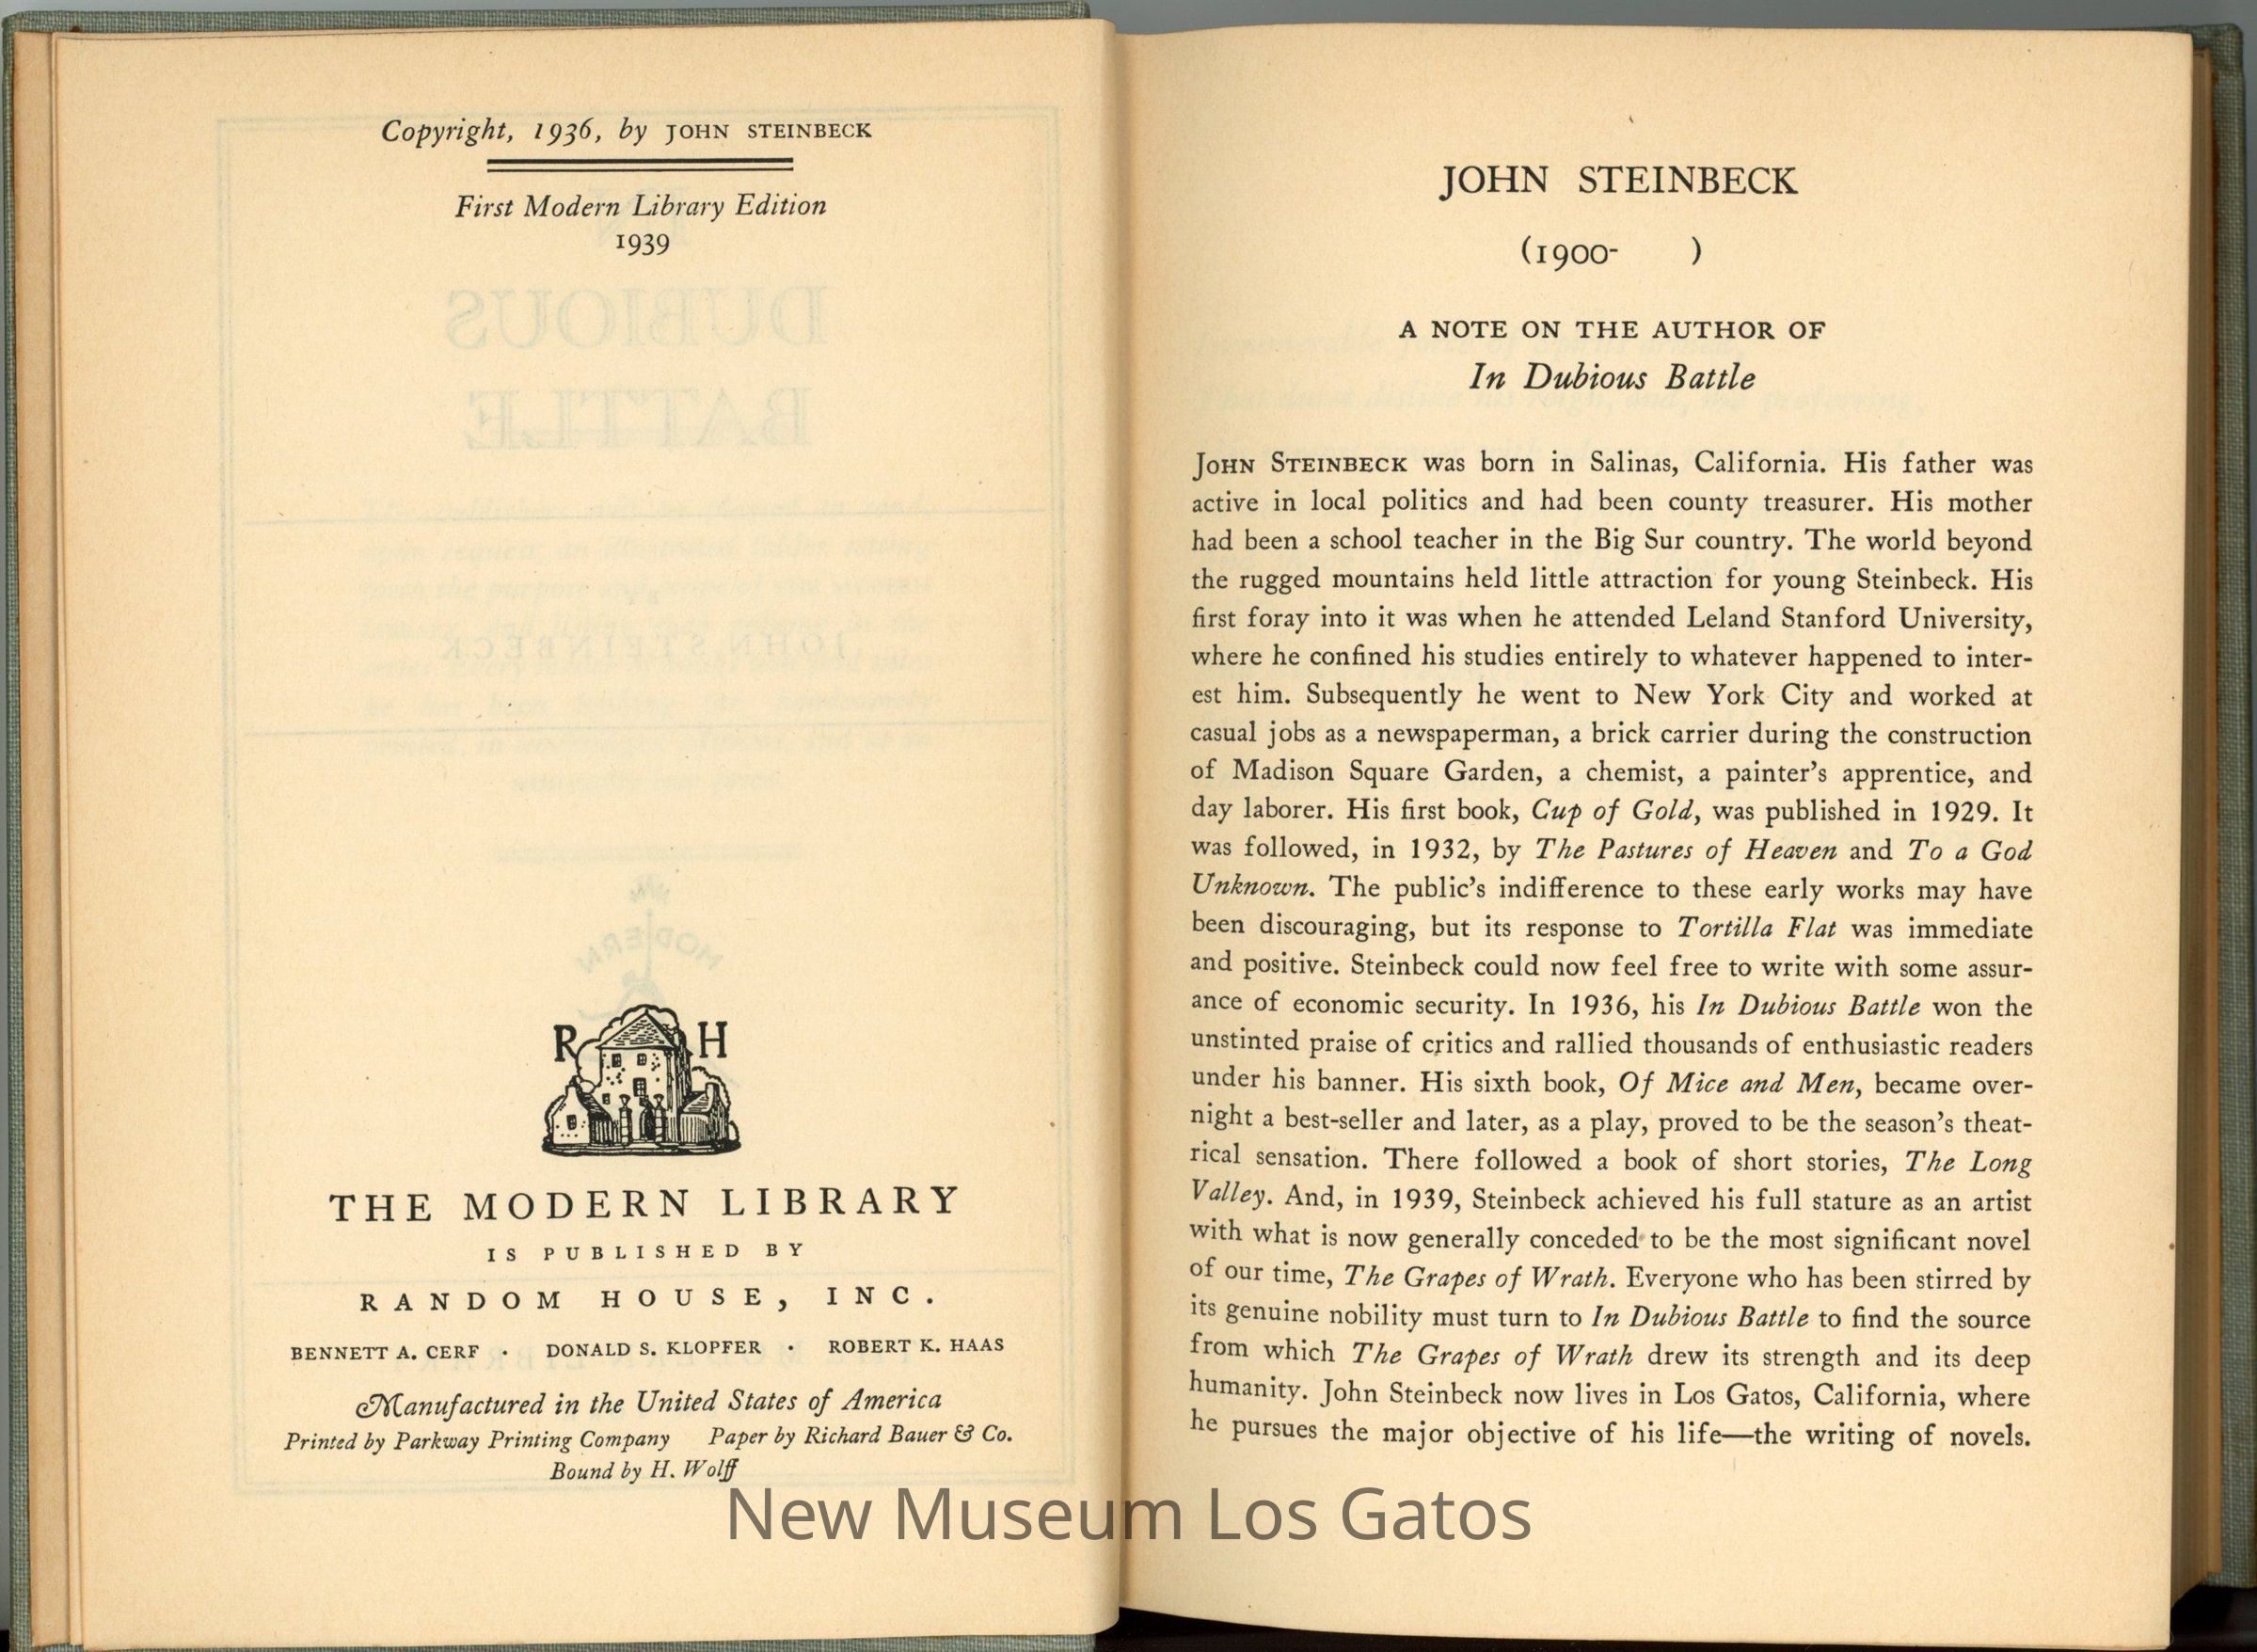 Copyright, 1936, by JOHN STEINBECK
First Modern Library Edition
1939
R H
THE MODERN LIBRARY
IS PUBLISHED BY
RANDOM HOUSE, INC.
BENNETT A. CERF · DONALD S. KLOPFER · ROBERT K. HAAS
Manufactured in the United States of America
Printed by Parkway Printing Company Paper by Richard Bauer & Co.
Bound by H. Wolff
JOHN STEINBECK
(1900- )
A NOTE ON THE AUTHOR OF
In Dubious Battle
JOHN STEINBECK was born in Salinas, California. His father was
active in local politics and had been county treasurer. His mother
had been a school teacher in the Big Sur country. The world beyond
the rugged mountains held little attraction for young Steinbeck. His
first foray into it was when he attended Leland Stanford University,
where he confined his studies entirely to whatever happened to inter-
est him. Subsequently he went to New York City and worked at
casual jobs as a newspaperman, a brick carrier during the construction
of Madison Square Garden, a chemist, a painter's apprentice, and
day laborer. His first book, Cup of Gold, was published in 1929. It
was followed, in 1932, by The Pastures of Heaven and To a God
Unknown. The public's indifference to these early works may have
been discouraging, but its response to Tortilla Flat was immediate
and positive. Steinbeck could now feel free to write with some assur-
ance of economic security. In 1936, his In Dubious Battle won the
unstinted praise of critics and rallied thousands of enthusiastic readers
under his banner. His sixth book, Of Mice and Men, became over-
night a best-seller and later, as a play, proved to be the season's theat-
rical sensation. There followed a book of short stories, The Long
Valley. And, in 1939, Steinbeck achieved his full stature as an artist
with what is now generally conceded to be the most significant novel
of our time, The Grapes of Wrath. Everyone who has been stirred by
its genuine nobility must turn to In Dubious Battle to find the source
from which The Grapes of Wrath drew its strength and its deep
humanity. John Steinbeck now lives in Los Gatos, California, where
he pursues the major objective of his life—the writing of novels.
New Museum Los Gatos